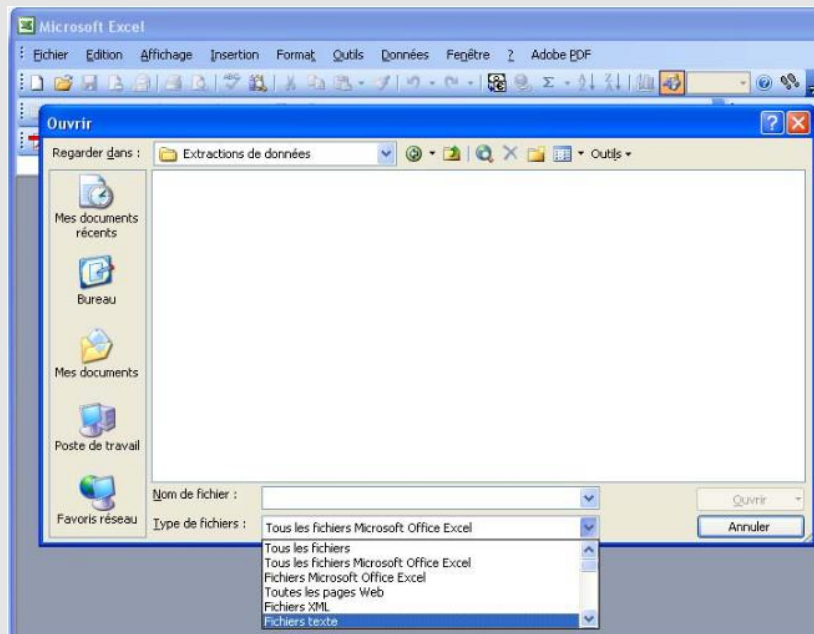 Microsoft Excel
Fichier Edition Affichage Insertion Format Outils Données Fenêtre ? Adobe PDF
Ouvrir
Regarder dans : Extractions de données Outils
Mes documents récents
Bureau
Mes documents
Poste de travail
Favoris réseau
Nom de fichier : Ouvrir
Type de fichiers : Tous les fichiers Microsoft Office Excel Annuler
Tous les fichiers
Tous les fichiers Microsoft Office Excel
Fichiers Microsoft Office Excel
Toutes les pages Web
Fichiers XML
Fichiers texte